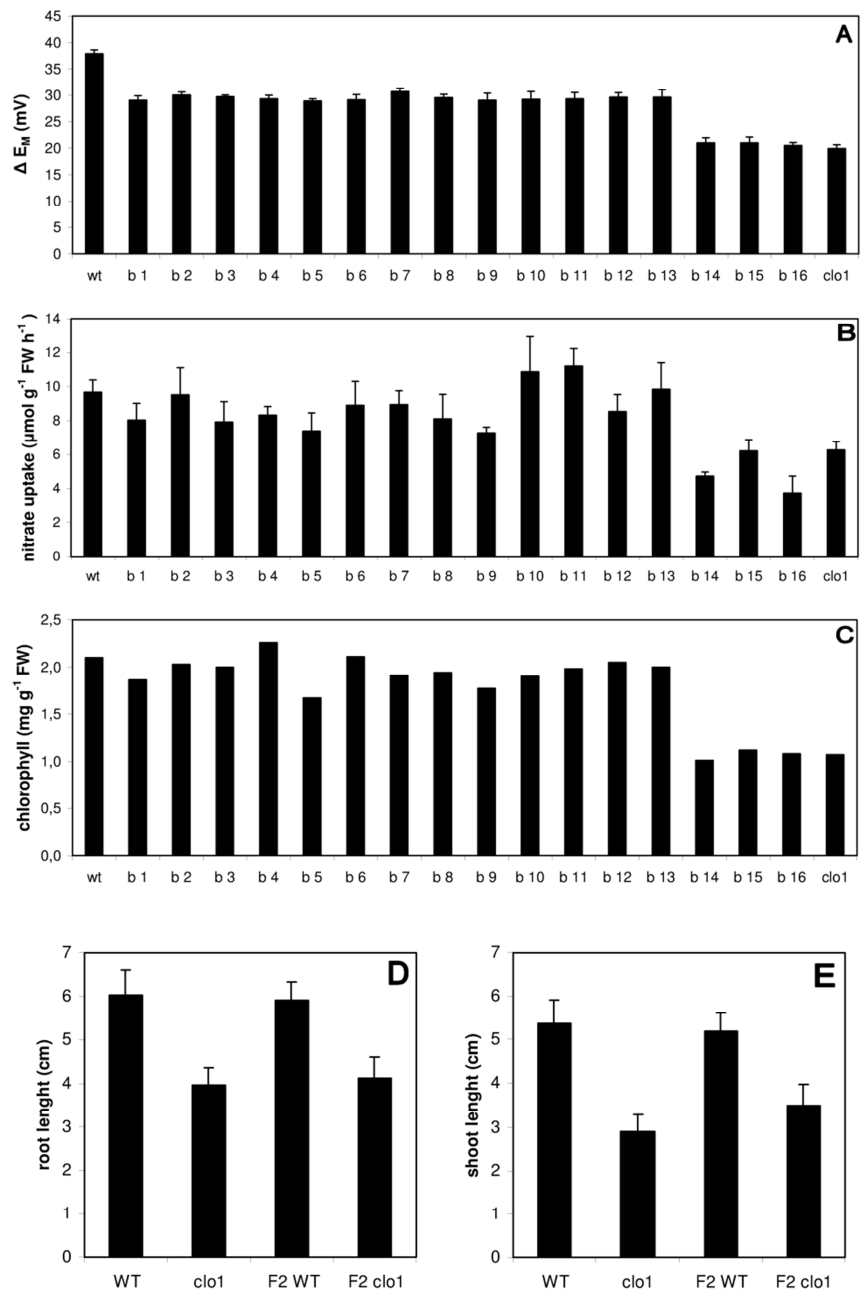 A
Δ E_M (mV)
45
40
35
30
25
20
15
10
5
0
wt b 1 b 2 b 3 b 4 b 5 b 6 b 7 b 8 b 9 b 10 b 11 b 12 b 13 b 14 b 15 b 16 clo1
B
nitrate uptake (μmol g⁻¹ FW h⁻¹)
14
12
10
8
6
4
2
0
wt b 1 b 2 b 3 b 4 b 5 b 6 b 7 b 8 b 9 b 10 b 11 b 12 b 13 b 14 b 15 b 16 clo1
C
chlorophyll (mg g⁻¹ FW)
2,5
2,0
1,5
1,0
0,5
0,0
wt b 1 b 2 b 3 b 4 b 5 b 6 b 7 b 8 b 9 b 10 b 11 b 12 b 13 b 14 b 15 b 16 clo1
D
root lenght (cm)
7
6
5
4
3
2
1
0
WT clo1 F2 WT F2 clo1
E
shoot lenght (cm)
7
6
5
4
3
2
1
0
WT clo1 F2 WT F2 clo1